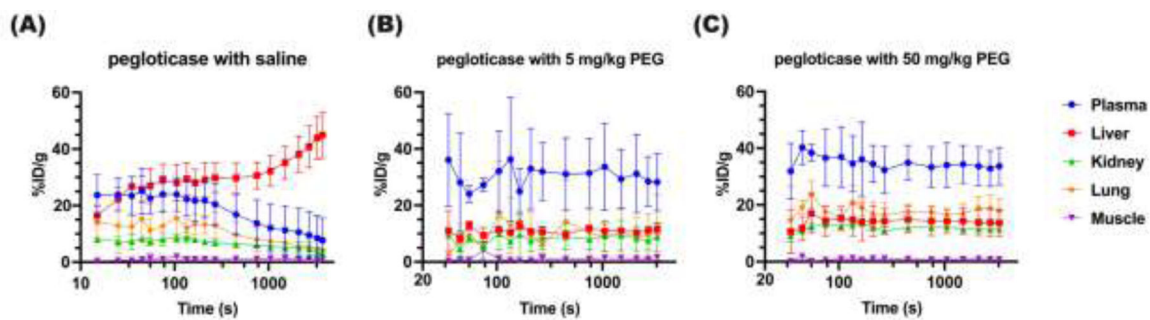 (A)
pegloticase with saline
%ID/g
60
40
20
0
10
100
1000
Time (s)
(B)
pegloticase with 5 mg/kg PEG
%ID/g
60
40
20
0
20
100
1000
Time (s)
(C)
pegloticase with 50 mg/kg PEG
%ID/g
60
40
20
0
20
100
1000
Time (s)
Plasma
Liver
Kidney
Lung
Muscle